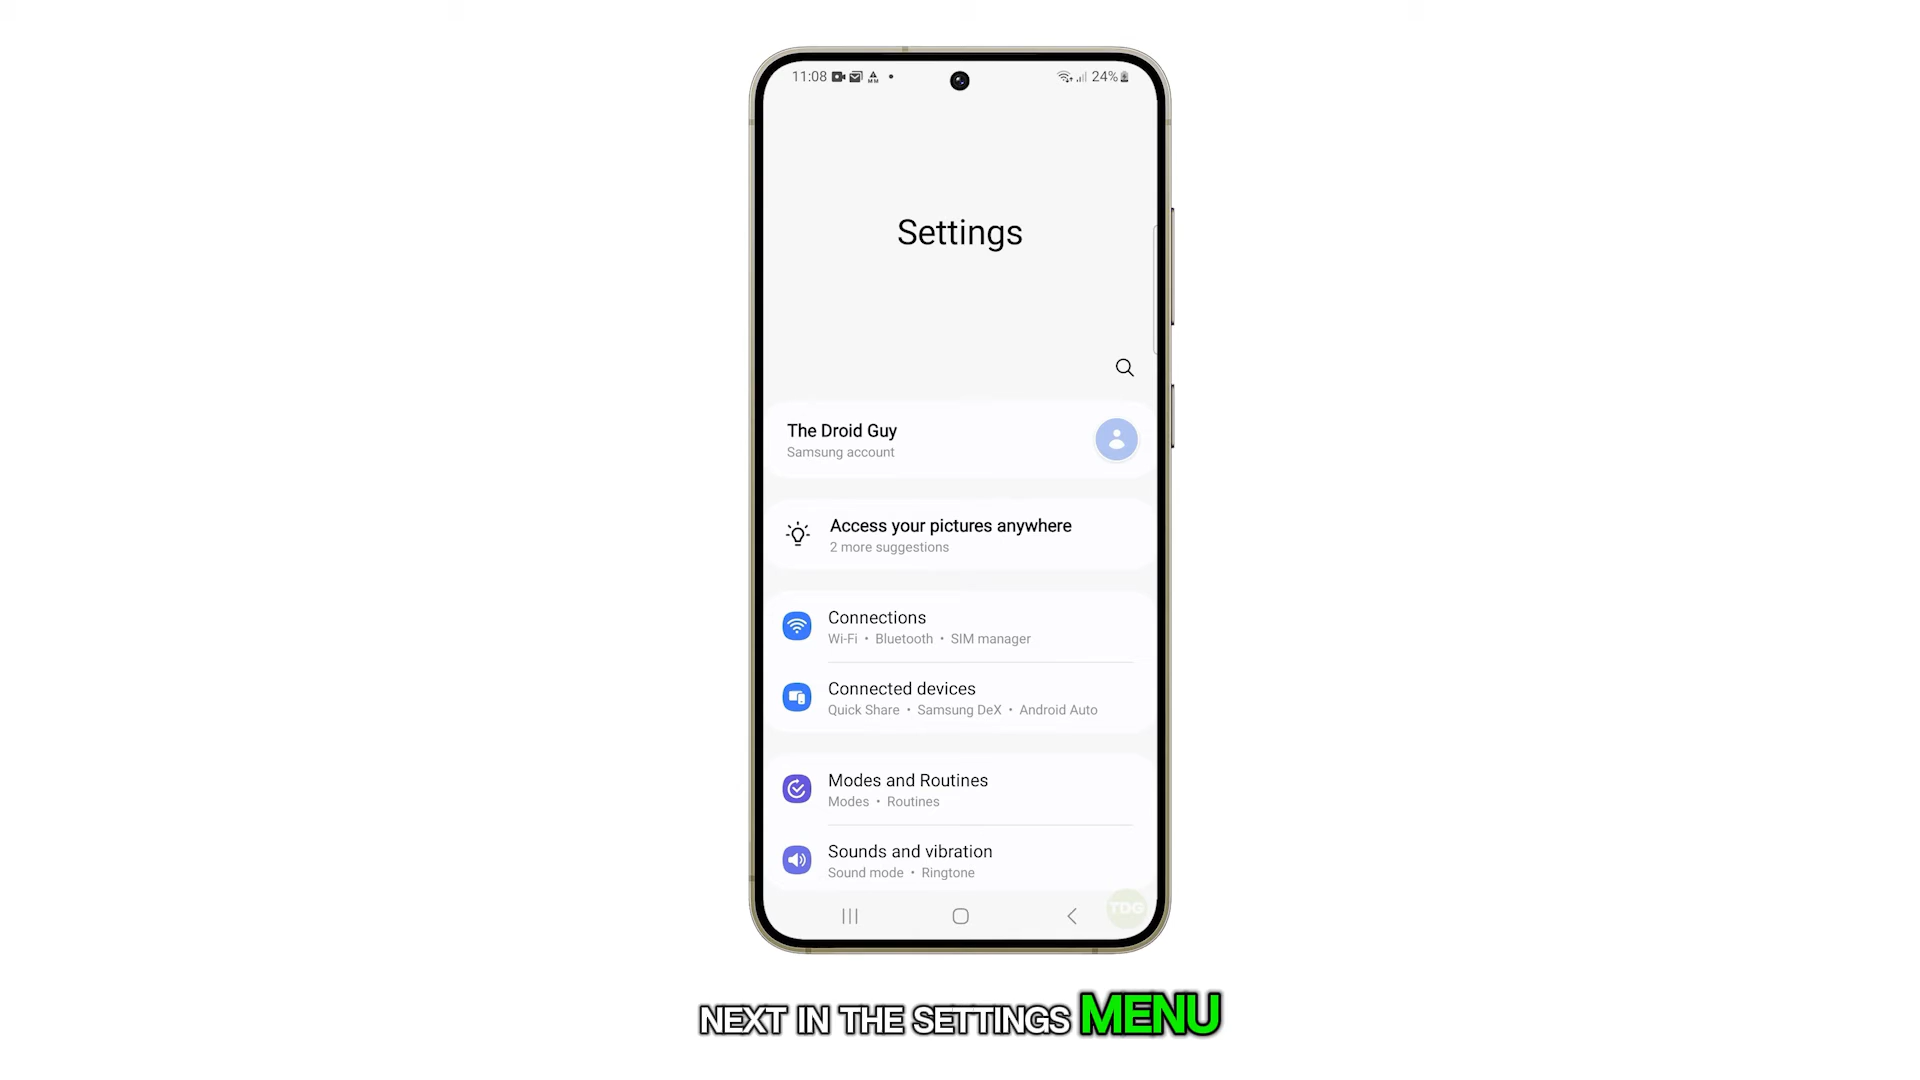 11:08
24%
Settings
The Droid Guy
Samsung account
Access your pictures anywhere
2 more suggestions
Connections
Wi-Fi • Bluetooth • SIM manager
Connected devices
Quick Share • Samsung DeX • Android Auto
Modes and Routines
Modes • Routines
Sounds and vibration
Sound mode • Ringtone
TDG
NEXT IN THE SETTINGS MENU